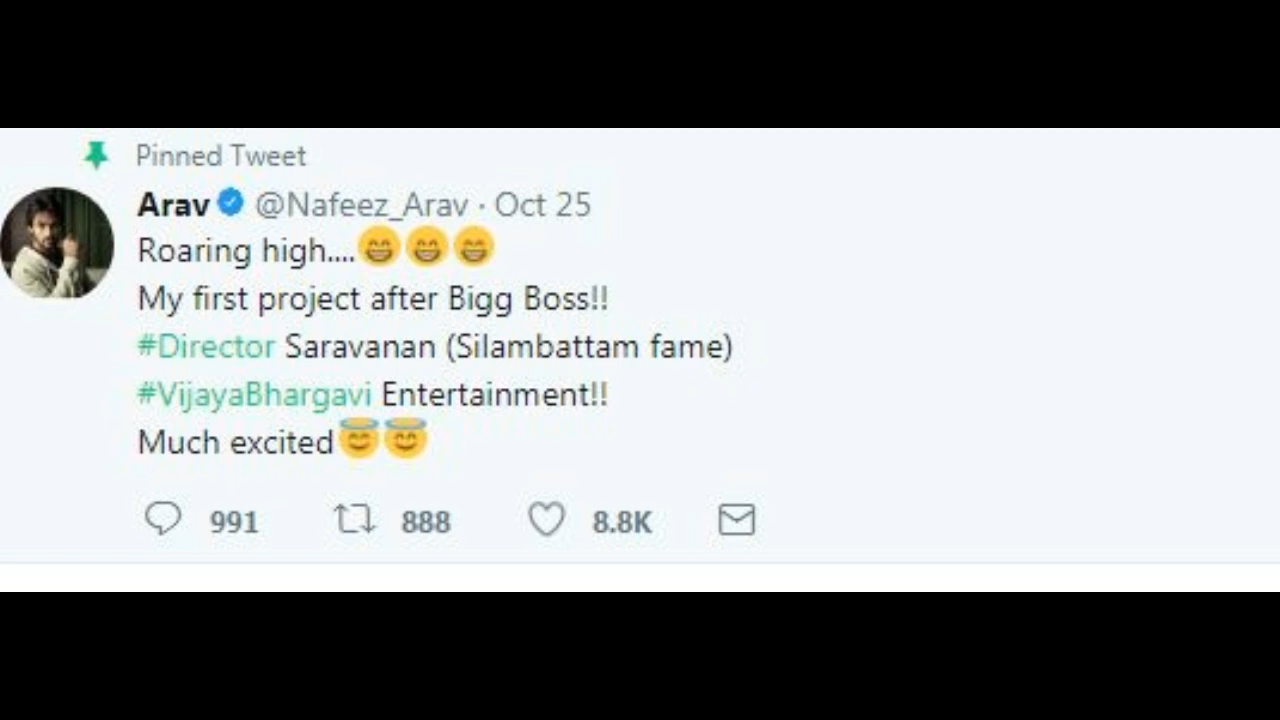 Pinned Tweet
Arav @Nafeez_Arav · Oct 25
Roaring high....😄😄😄
My first project after Bigg Boss!!
#Director Saravanan (Silambattam fame)
#VijayaBhargavi Entertainment!!
Much excited😇😇
991 888 8.8K